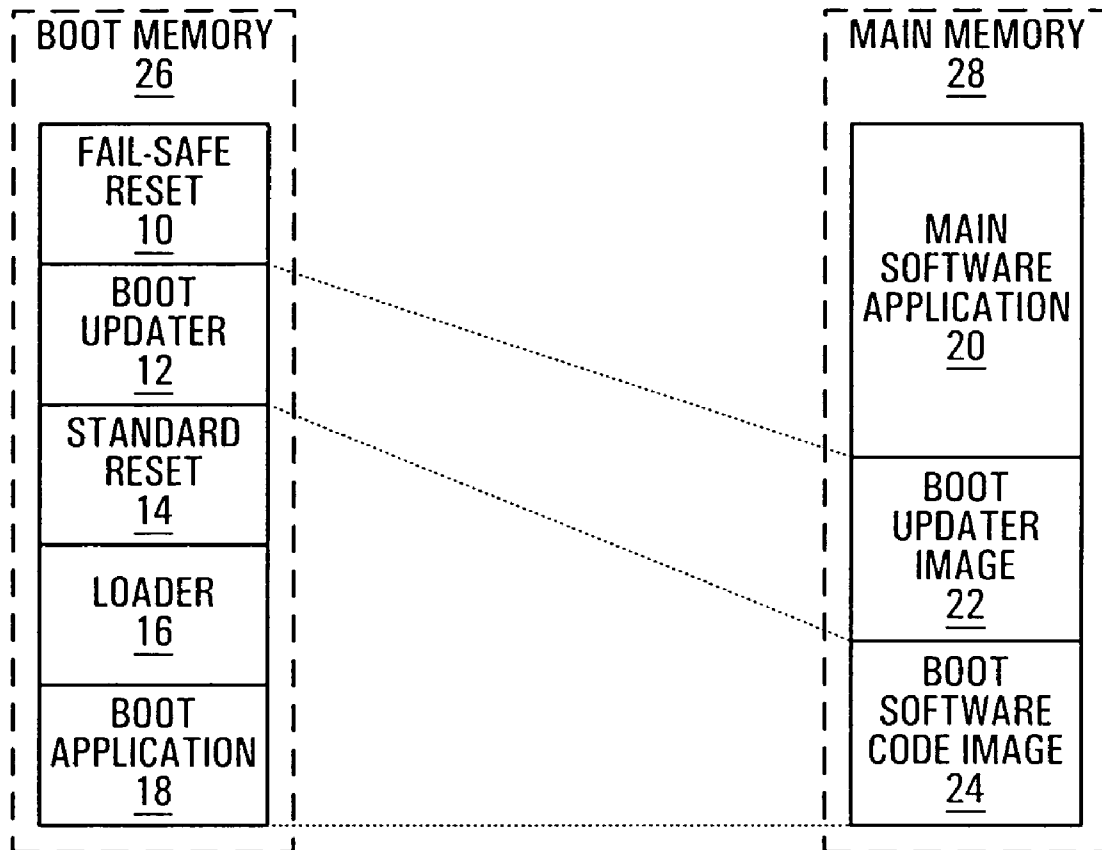 BOOT MEMORY
26
FAIL-SAFE
RESET
10
BOOT
UPDATER
12
STANDARD
RESET
14
LOADER
16
BOOT
APPLICATION
18
MAIN MEMORY
28
MAIN
SOFTWARE
APPLICATION
20
BOOT
UPDATER
IMAGE
22
BOOT
SOFTWARE
CODE IMAGE
24